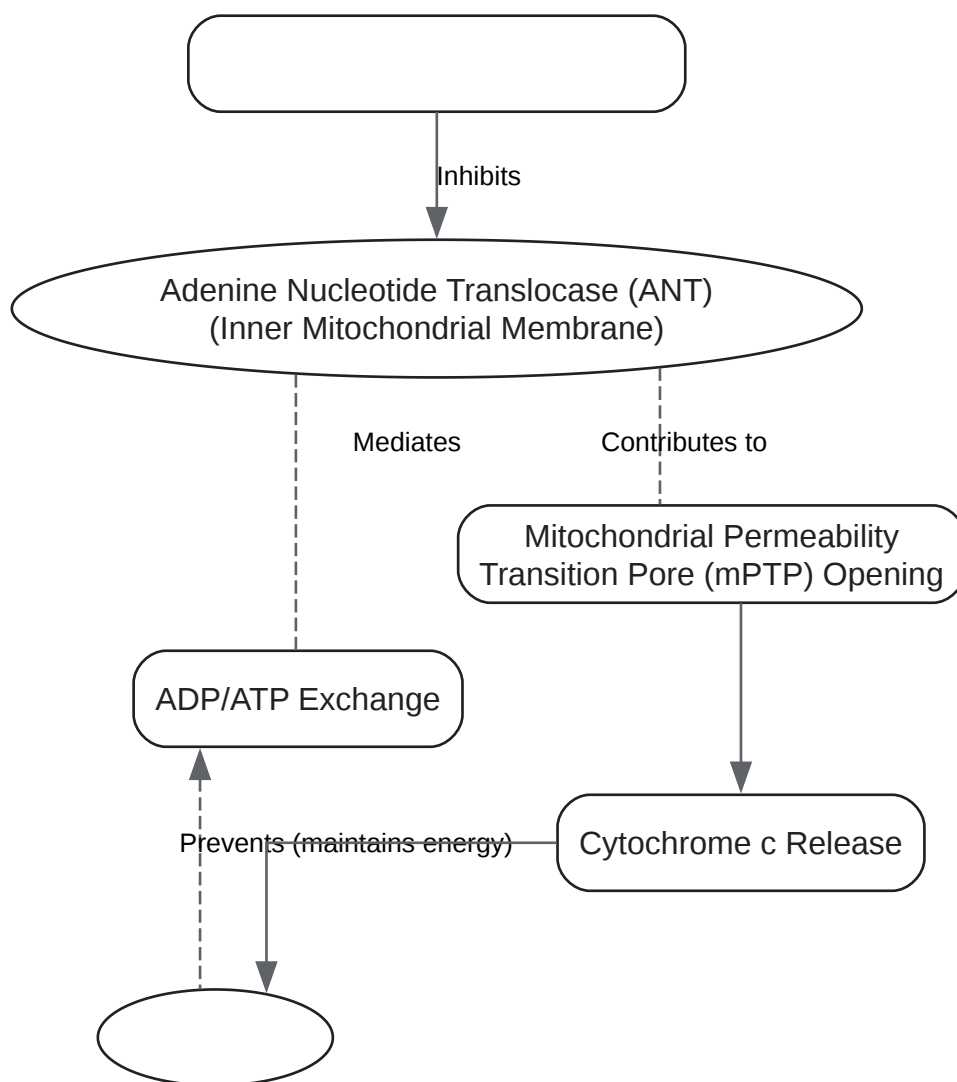 Inhibits
Adenine Nucleotide Translocase (ANT)
(Inner Mitochondrial Membrane)
Mediates
Contributes to
Mitochondrial Permeability
Transition Pore (mPTP) Opening
ADP/ATP Exchange
Prevents (maintains energy)
Cytochrome c Release